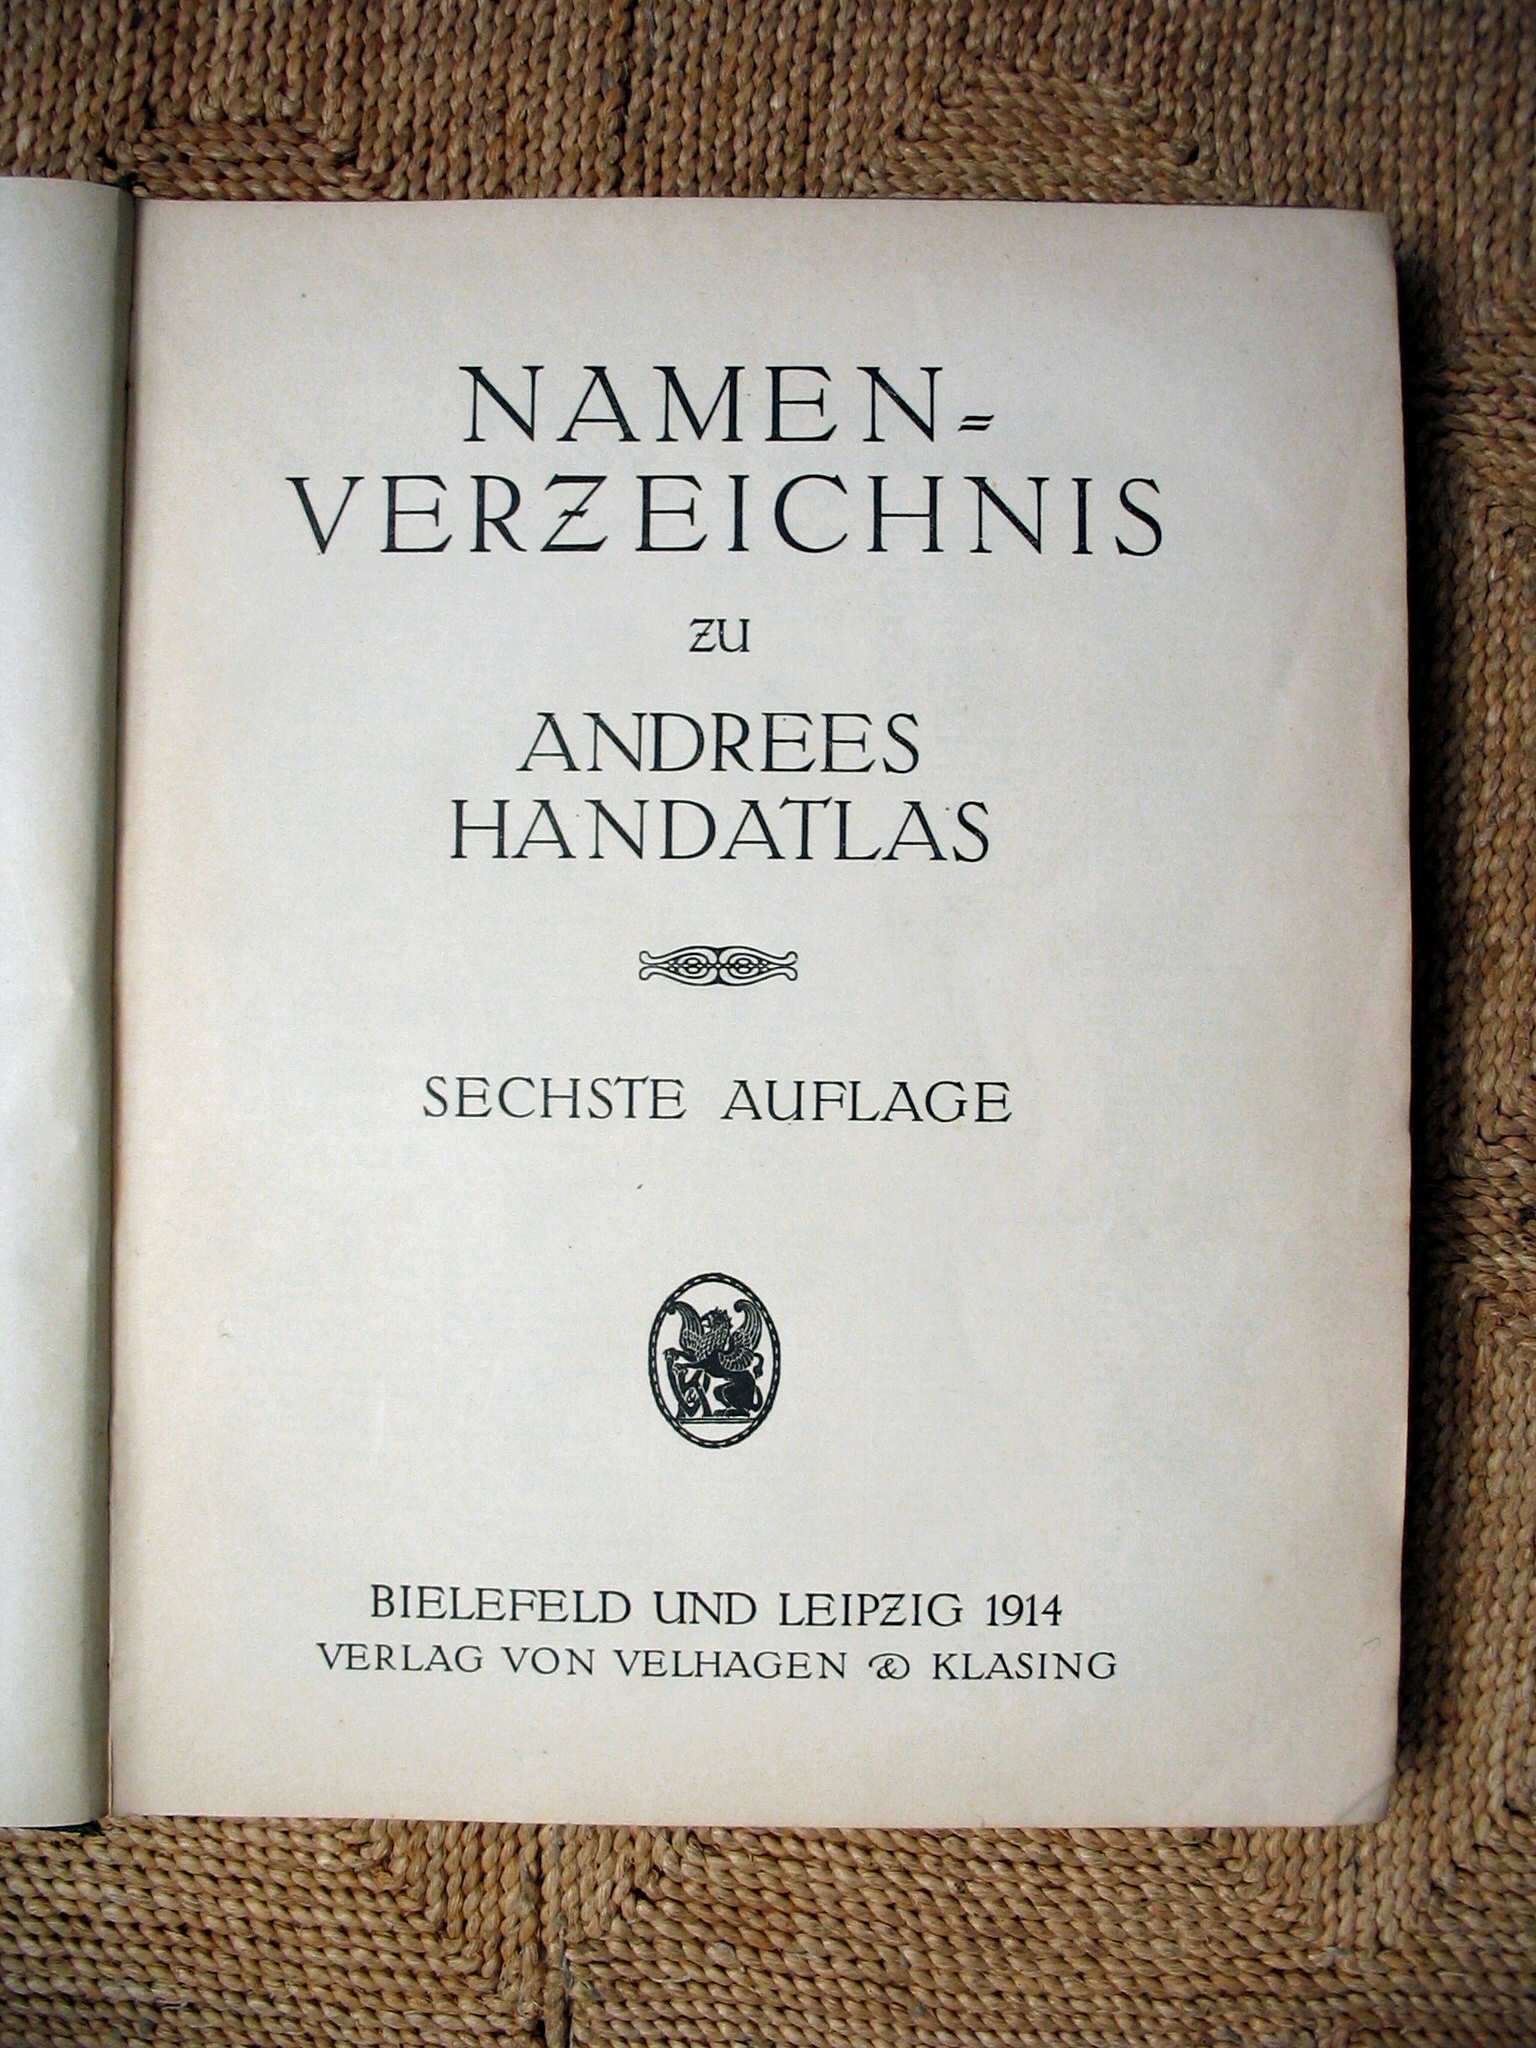 NAMEN=
VERZEICHNIS
ZU
ANDREES
HANDATLAS
SECHSTE AUFLAGE
BIELEFELD UND LEIPZIG 1914
VERLAG VON VELHAGEN & KLASING